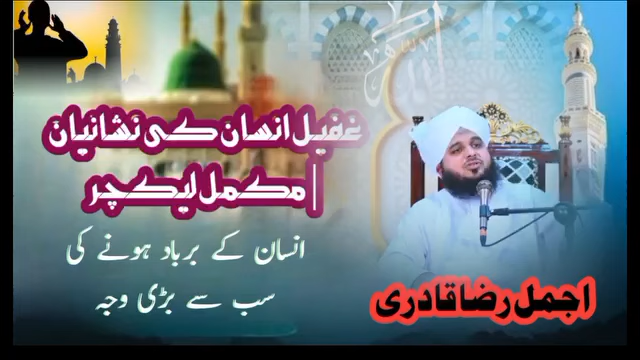 غفیل انسان کی نشانیاں
| مکمل لیکچر
انسان کے برباد ہونے کی
سب سے بڑی وجہ
اجمل رضا قادری